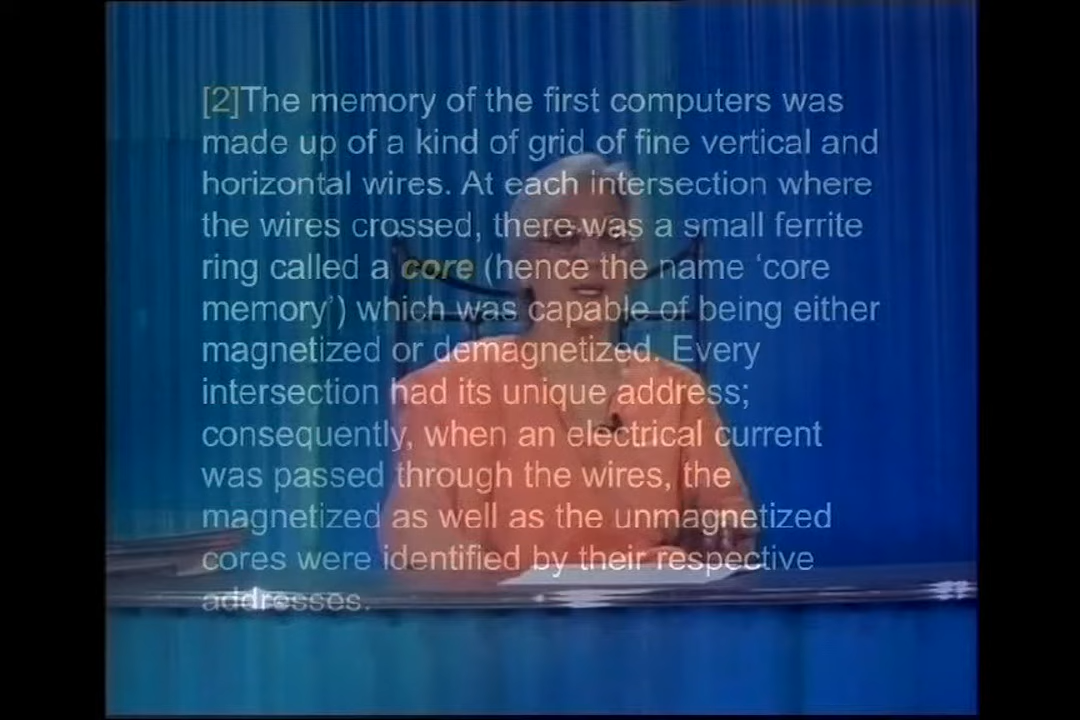 [2]The memory of the first computers was
made up of a kind of grid of fine vertical and
horizontal wires. At each intersection where
the wires crossed, there was a small ferrite
ring called a core (hence the name ‘core
memory’) which was capable of being either
magnetized or demagnetized. Every
intersection had its unique address;
consequently, when an electrical current
was passed through the wires, the
magnetized as well as the unmagnetized
cores were identified by their respective
addresses.